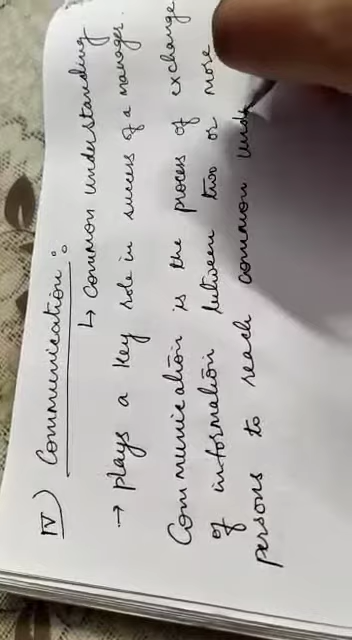 IV) Communication :
↳ Common understanding
→ plays a key role in success of a manager.
Communication is the process of exchange
of information between two or more
persons to reach common und